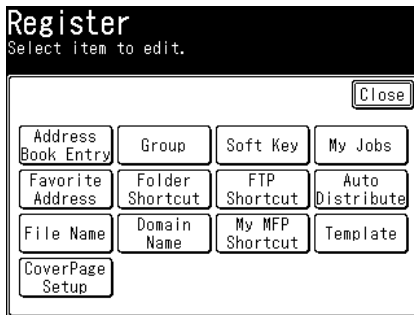 Register
Select item to edit.
Close
Address
Book Entry
Group
Soft Key
My Jobs
Favorite
Address
Folder
Shortcut
FTP
Shortcut
Auto
Distribute
File Name
Domain
Name
My MFP
Shortcut
Template
CoverPage
Setup